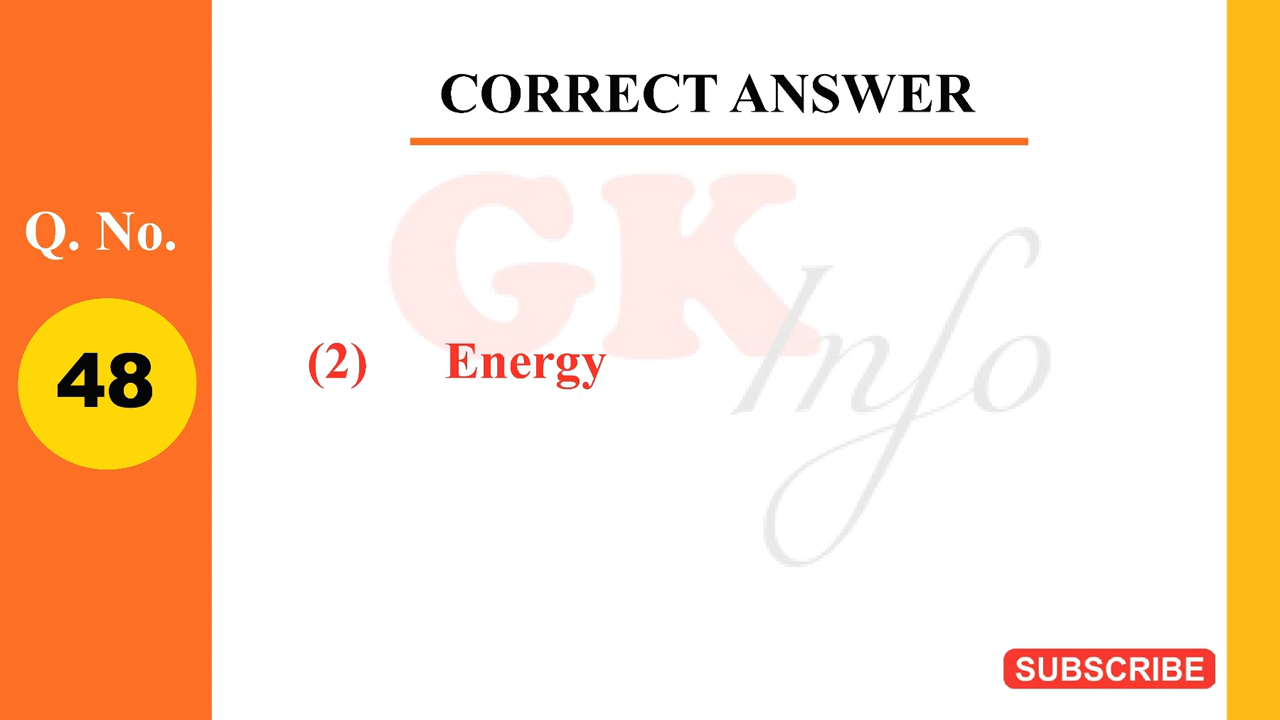 CORRECT ANSWER
Q. No.
48
GK Info
(2) Energy
SUBSCRIBE